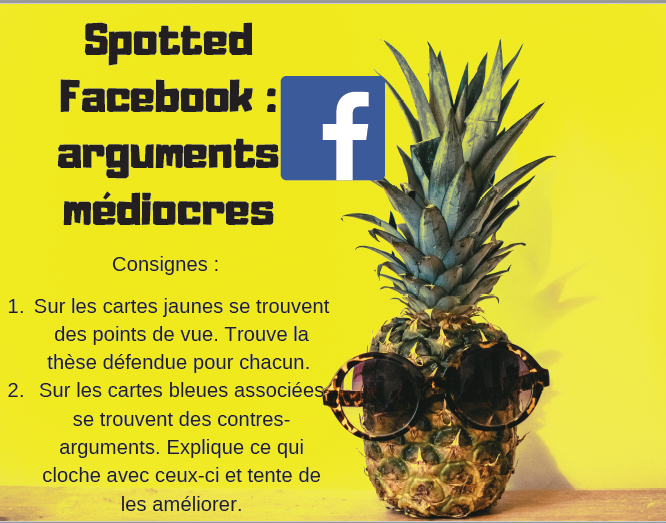 Spotted
Facebook :
arguments
médiocres
f
Consignes :
1. Sur les cartes jaunes se trouvent
des points de vue. Trouve la
thèse défendue pour chacun.
2. Sur les cartes bleues associées
se trouvent des contres-
arguments. Explique ce qui
cloche avec ceux-ci et tente de
les améliorer.